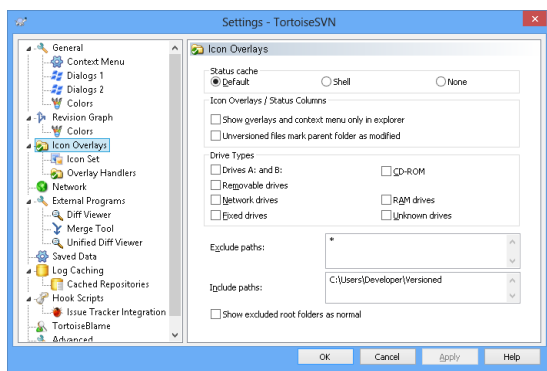 Settings - TortoiseSVN
General
Context Menu
Dialogs 1
Dialogs 2
Colors
Revision Graph
Colors
Icon Overlays
Icon Set
Overlay Handlers
Network
External Programs
Diff Viewer
Merge Tool
Unified Diff Viewer
Saved Data
Log Caching
Cached Repositories
Hook Scripts
Issue Tracker Integration
TortoiseBlame
Advanced
Icon Overlays
Status cache
Default Shell None
Icon Overlays / Status Columns
Show overlays and context menu only in explorer
Unversioned files mark parent folder as modified
Drive Types
Drives A: and B: CD-ROM
Removable drives
Network drives RAM drives
Fixed drives Unknown drives
Exclude paths: *
Include paths: C:\Users\Developer\Versioned
Show excluded root folders as normal
OK Cancel Apply Help